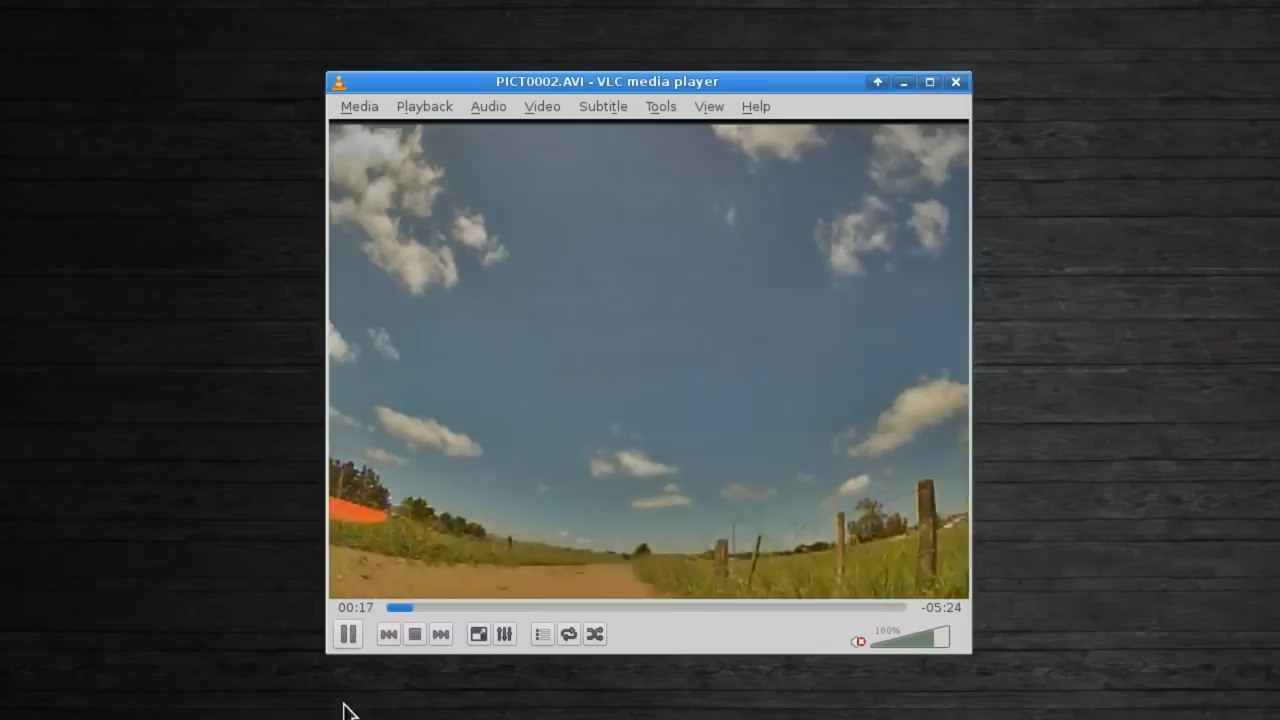 PICT0002.AVI - VLC media player
Media Playback Audio Video Subtitle Tools View Help
00:17 -05:24
100%